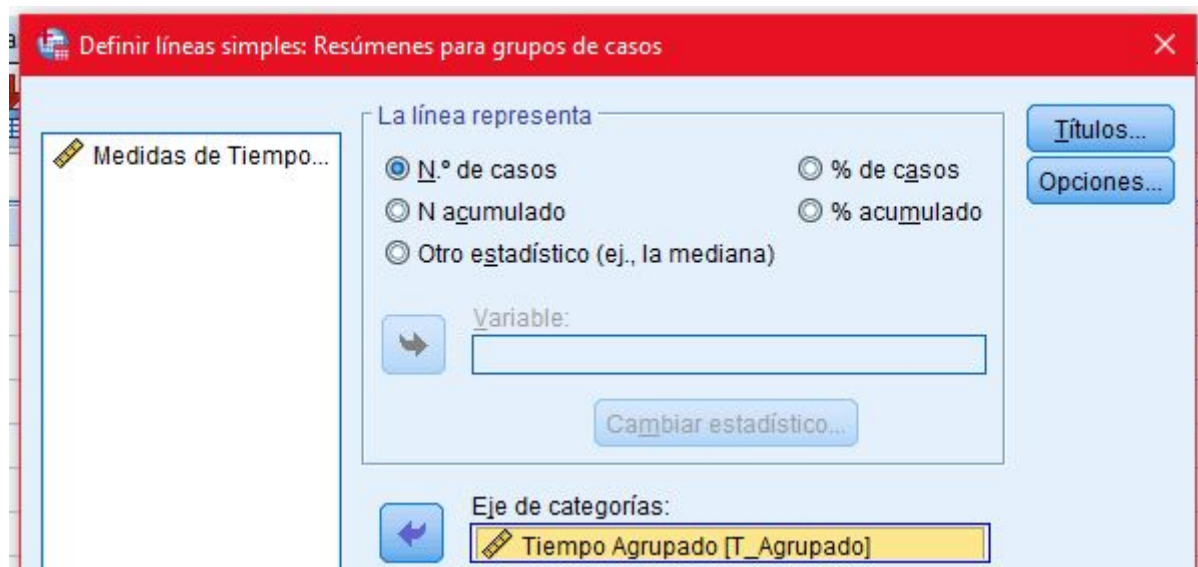 Definir líneas simples: Resúmenes para grupos de casos
Medidas de Tiempo...
La línea representa
N.º de casos
% de casos
N acumulado
% acumulado
Otro estadístico (ej., la mediana)
Variable:
Cambiar estadístico...
Eje de categorías:
Tiempo Agrupado [T_Agrupado]
Títulos...
Opciones...